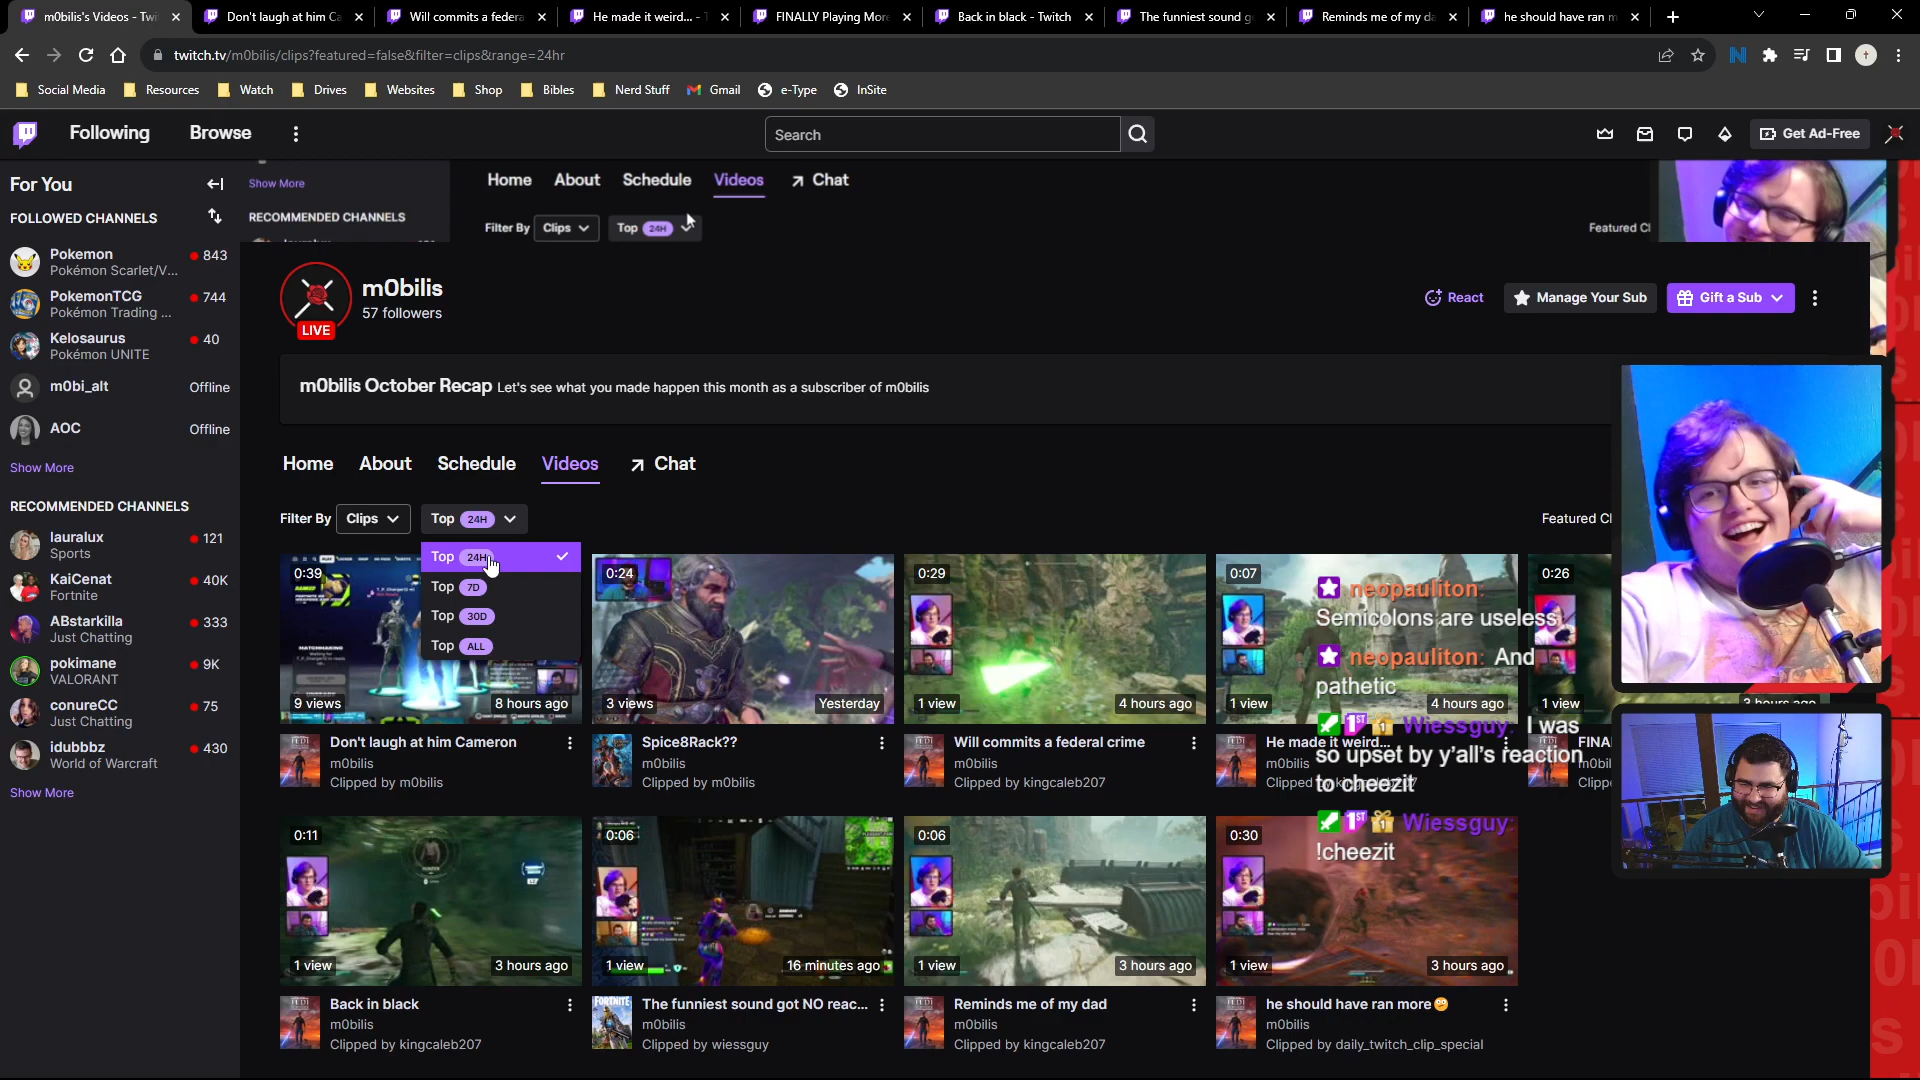 m0bilis's Videos - Twi
Don't laugh at him Ca
Will commits a federa
He made it weird... - T
FINALLY Playing More
Back in black - Twitch
The funniest sound g
Reminds me of my da
he should have ran m
twitch.tv/m0bilis/clips?featured=false&filter=clips&range=24hr
Social Media
Resources
Watch
Drives
Websites
Shop
Bibles
Nerd Stuff
Gmail
e-Type
InSite
Following
Browse
Search
Get Ad-Free
For You
FOLLOWED CHANNELS
Pokemon
843
Pokémon Scarlet/V...
PokemonTCG
744
Pokémon Trading ...
Kelosaurus
40
Pokémon UNITE
m0bi_alt
Offline
AOC
Offline
Show More
RECOMMENDED CHANNELS
lauralux
121
Sports
KaiCenat
40K
Fortnite
ABstarkilla
333
Just Chatting
pokimane
9K
VALORANT
conureCC
75
Just Chatting
idubbbz
430
World of Warcraft
Show More
Show More
RECOMMENDED CHANNELS
Home
About
Schedule
Videos
Chat
Filter By
Clips
Top 24H
Featured Cl
LIVE
m0bilis
57 followers
React
Manage Your Sub
Gift a Sub
m0bilis October Recap Let's see what you made happen this month as a subscriber of m0bilis
Home
About
Schedule
Videos
Chat
Filter By
Clips
Top 24H
Featured Cl
Top 24H
Top 7D
Top 30D
Top ALL
0:39
9 views
8 hours ago
Don't laugh at him Cameron
m0bilis
Clipped by m0bilis
0:24
3 views
Yesterday
Spice8Rack??
m0bilis
Clipped by m0bilis
0:29
1 view
4 hours ago
Will commits a federal crime
m0bilis
Clipped by kingcaleb207
0:07
1 view
4 hours ago
He made it weird...
m0bilis
0:26
1 view
3 hours ago
FINA
neopauliton:
Semicolons are useless
neopauliton: And
pathetic
Wiessguy: I was
so upset by y'all's reaction
to cheezit
Wiessguy:
!cheezit
0:11
1 view
3 hours ago
Back in black
m0bilis
Clipped by kingcaleb207
0:06
1 view
16 minutes ago
FORTNITE
The funniest sound got NO reac...
m0bilis
Clipped by wiessguy
0:06
1 view
3 hours ago
Reminds me of my dad
m0bilis
Clipped by kingcaleb207
0:30
1 view
3 hours ago
he should have ran more😳
m0bilis
Clipped by daily_twitch_clip_special